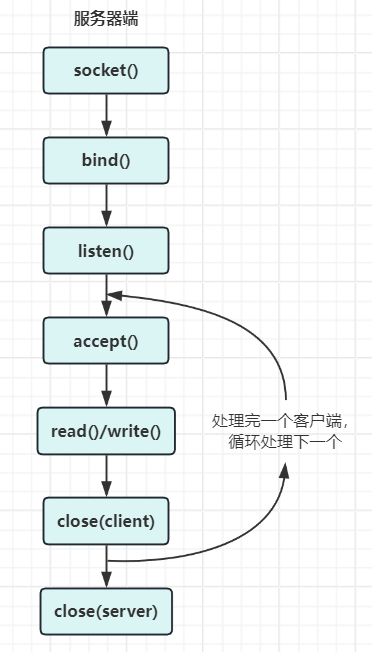 服务器端
socket()
bind()
listen()
accept()
read()/write()
处理完一个客户端，
循环处理下一个
close(client)
close(server)